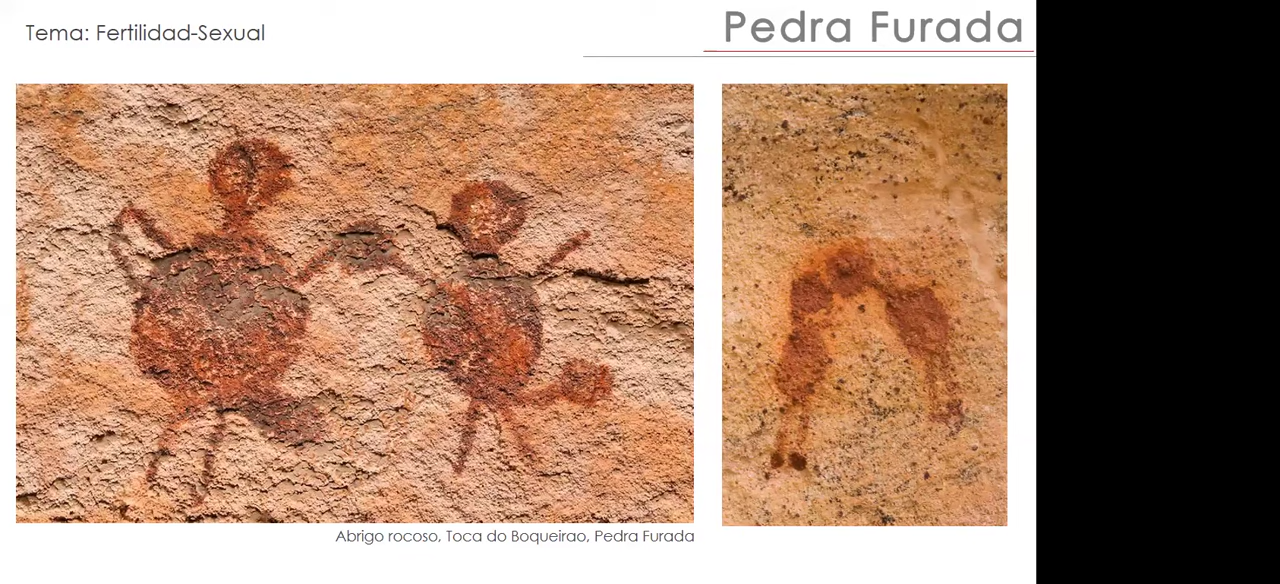 Tema: Fertilidad-Sexual
Pedra Furada
Abrigo rocoso, Toca do Boqueirao, Pedra Furada